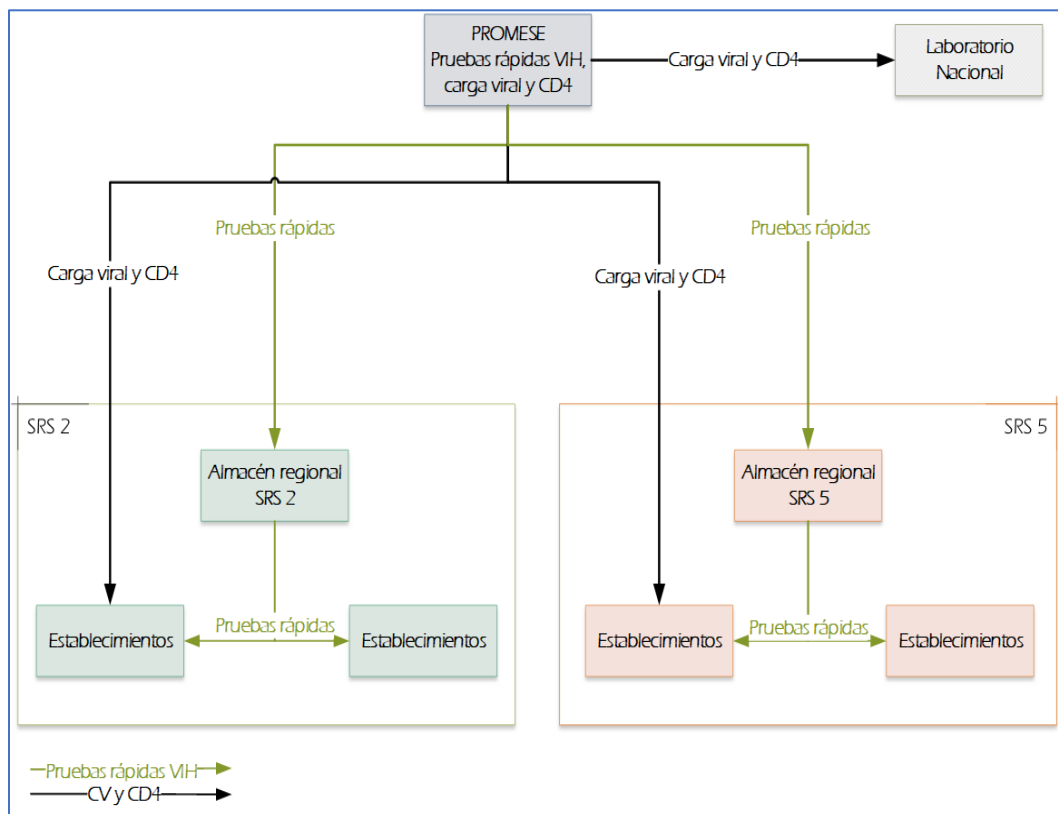 PROMESE
Pruebas rápidas VIH,
carga viral y CD4
Carga viral y CD4
Laboratorio
Nacional
Pruebas rápidas
Pruebas rápidas
Carga viral y CD4
Carga viral y CD4
SRS 2
SRS 5
Almacén regional
SRS 2
Almacén regional
SRS 5
Establecimientos
Pruebas rápidas
Establecimientos
Establecimientos
Pruebas rápidas
Establecimientos
Pruebas rápidas VIH
CV y CD4